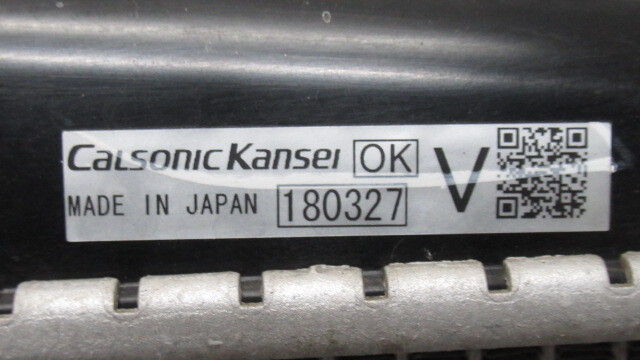 CalsonicKansei OK V
MADE IN JAPAN 180327